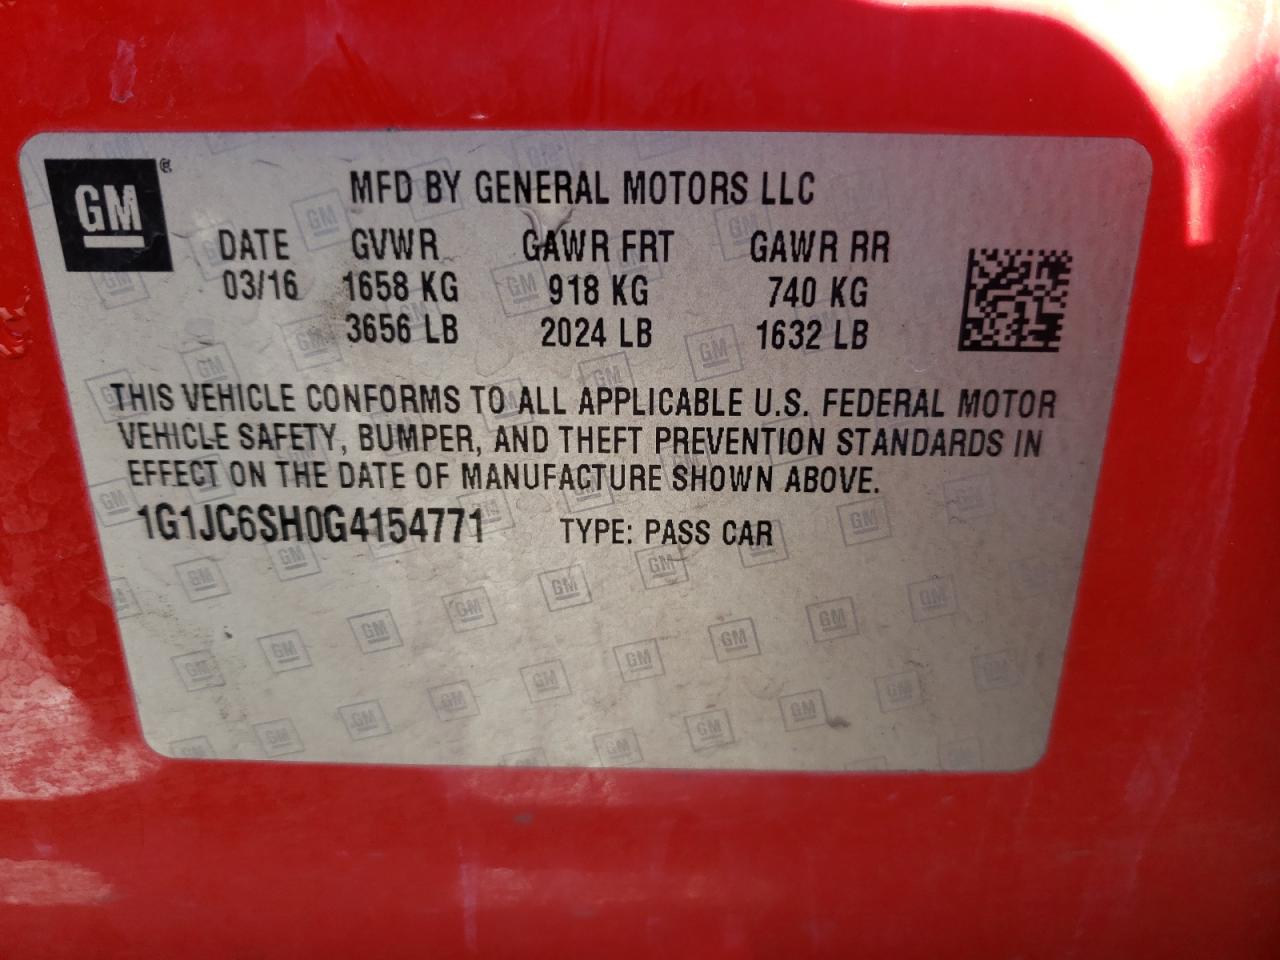 GM ®
MFD BY GENERAL MOTORS LLC
DATE GVWR GAWR FRT GAWR RR
03/16 1658 KG 918 KG 740 KG
3656 LB 2024 LB 1632 LB
THIS VEHICLE CONFORMS TO ALL APPLICABLE U.S. FEDERAL MOTOR
VEHICLE SAFETY, BUMPER, AND THEFT PREVENTION STANDARDS IN
EFFECT ON THE DATE OF MANUFACTURE SHOWN ABOVE.
1G1JC6SH0G4154771 TYPE: PASS CAR